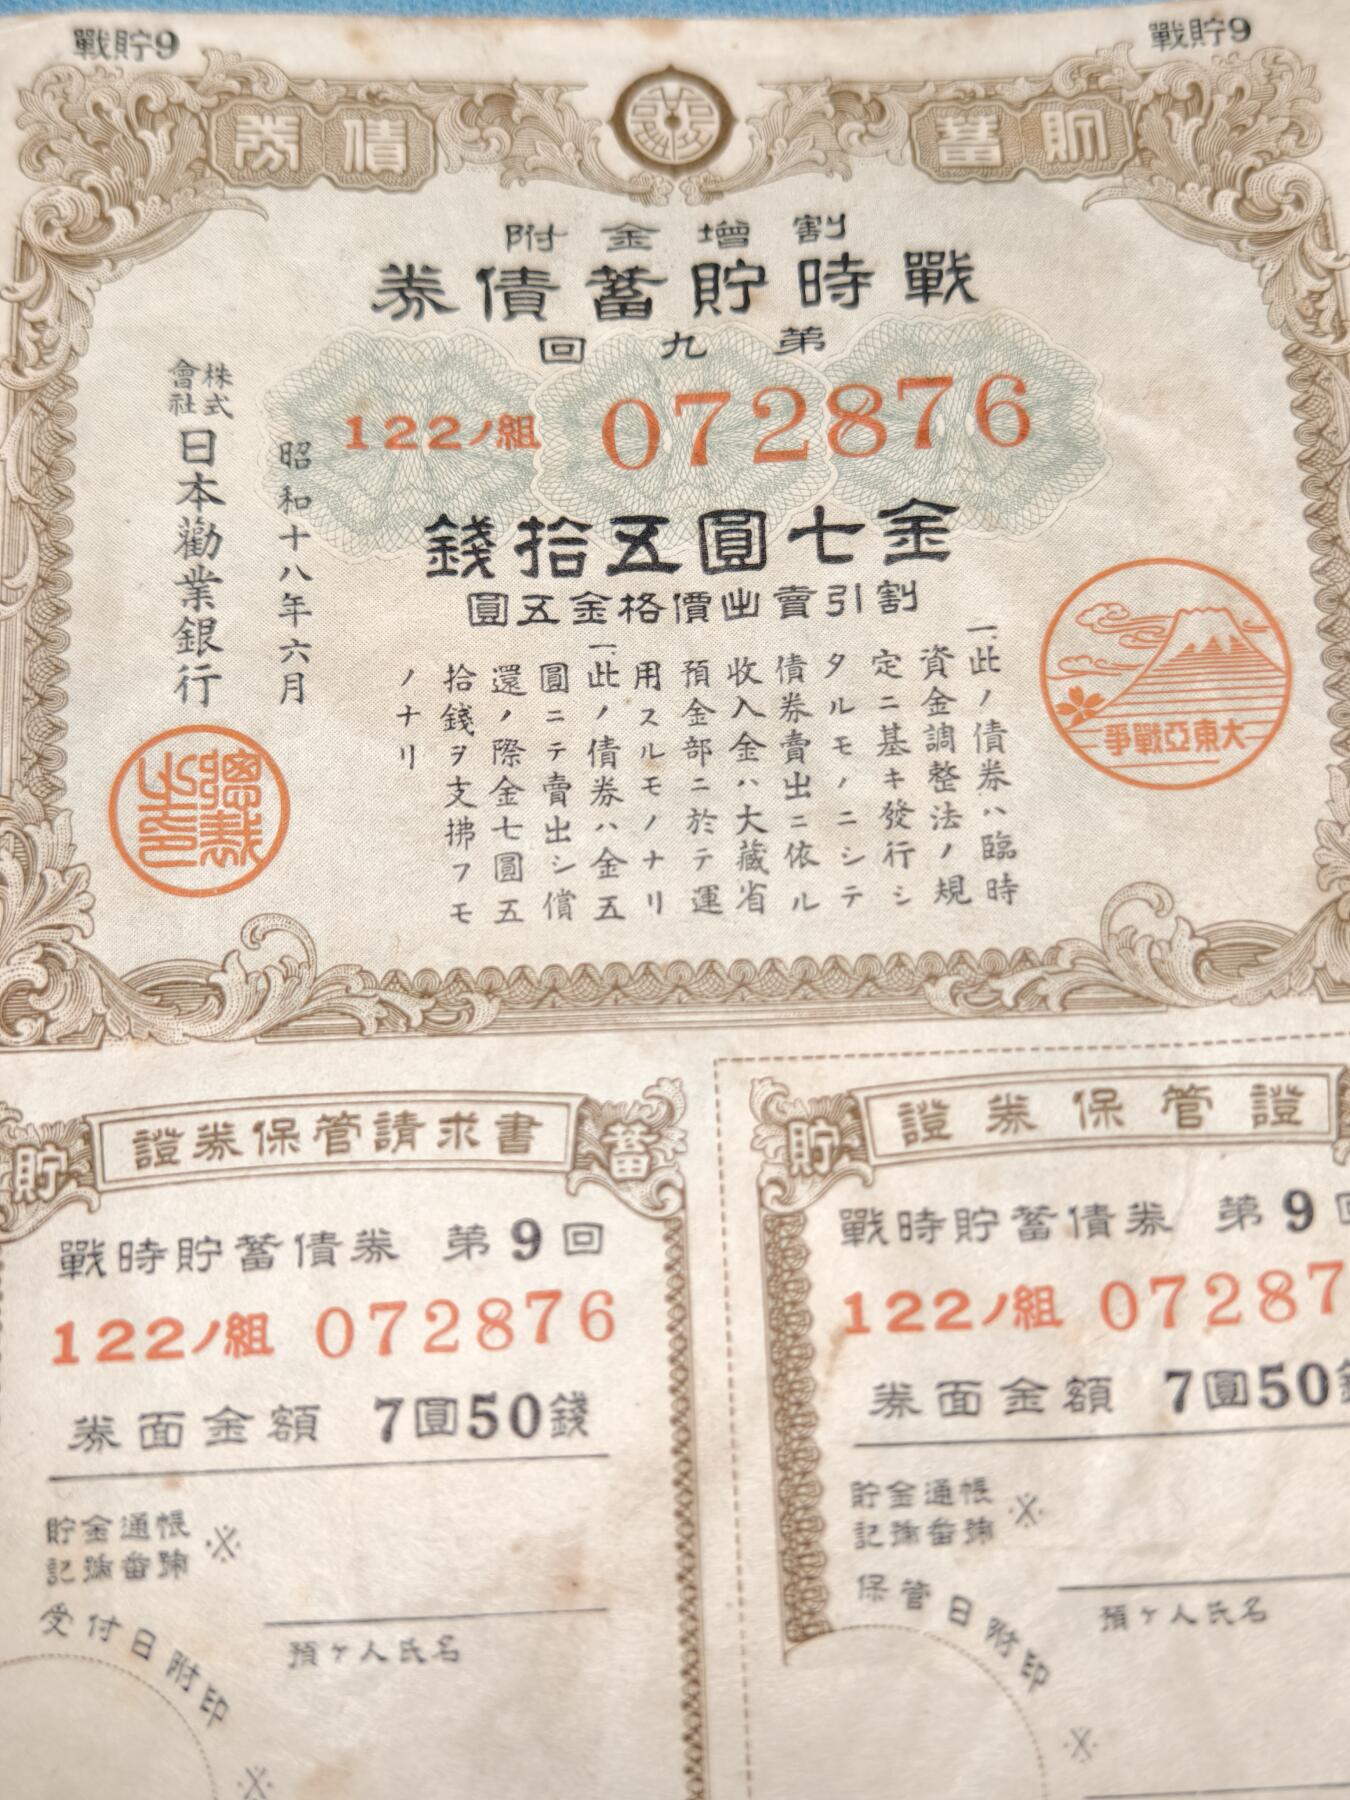 戰貯9
戰貯9
貯蓄
債券
割增金附
戰時貯蓄債券
第九回
122ノ組 072876
金七圓五拾錢
割引賣出價格金五圓
一、此ノ債券ハ臨時
資金調整法ノ規
定ニ基キ發行シ
タルモノニシテ
債券賣出ニ依ル
收入金ハ大藏省
預金部ニ於テ運
用スルモノナリ
一、此ノ債券ハ金五
圓ニテ賣出シ償
還ノ際金七圓五
拾錢ヲ支拂フモ
ノナリ
昭和十八年六月
株式會社日本勸業銀行
總裁之印
大東亞戰爭
貯
證券保管請求書
蓄
戰時貯蓄債券 第9回
122ノ組 072876
券面金額 7圓50錢
貯金通帳
記號番號
※
預ケ人氏名
受付日附印
※
貯
證券保管證
戰時貯蓄債券 第9回
122ノ組 07287
券面金額 7圓50錢
貯金通帳
記號番號
※
預ケ人氏名
保管日附印
※